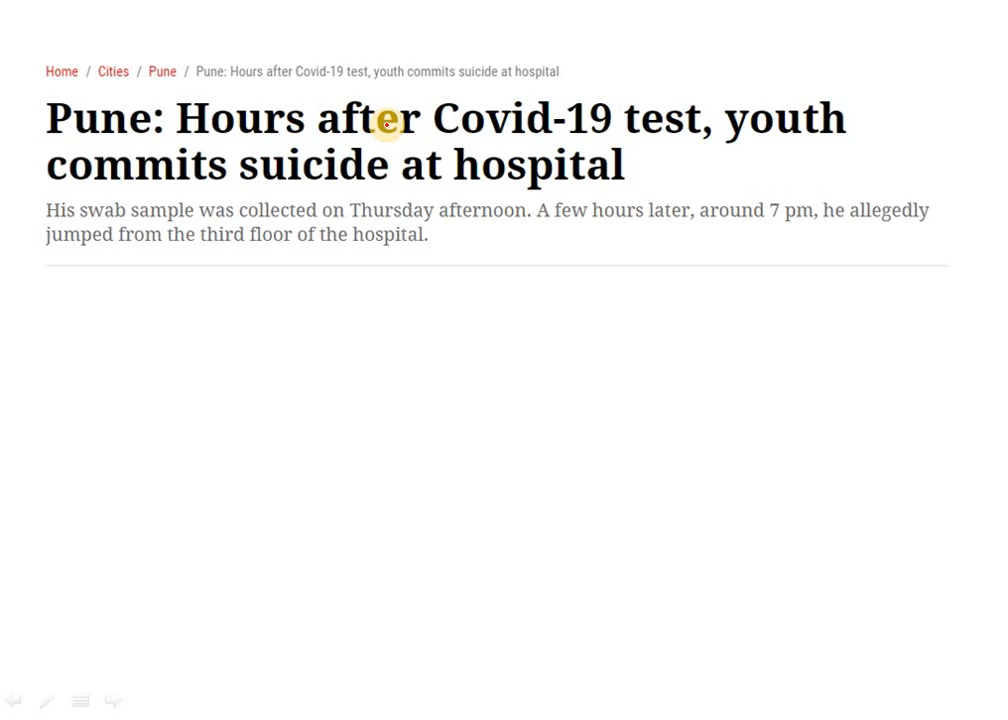 Home / Cities / Pune / Pune: Hours after Covid-19 test, youth commits suicide at hospital
Pune: Hours after Covid-19 test, youth
commits suicide at hospital
His swab sample was collected on Thursday afternoon. A few hours later, around 7 pm, he allegedly
jumped from the third floor of the hospital.